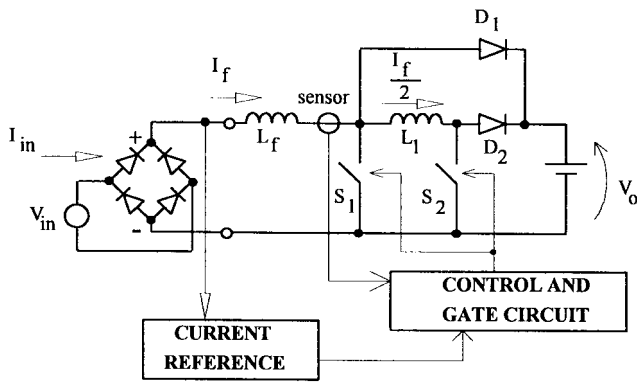 D1
If
If/2
sensor
Iin
+
Lf
L1
D2
S1
S2
Vo
Vin
-
CONTROL AND
GATE CIRCUIT
CURRENT
REFERENCE